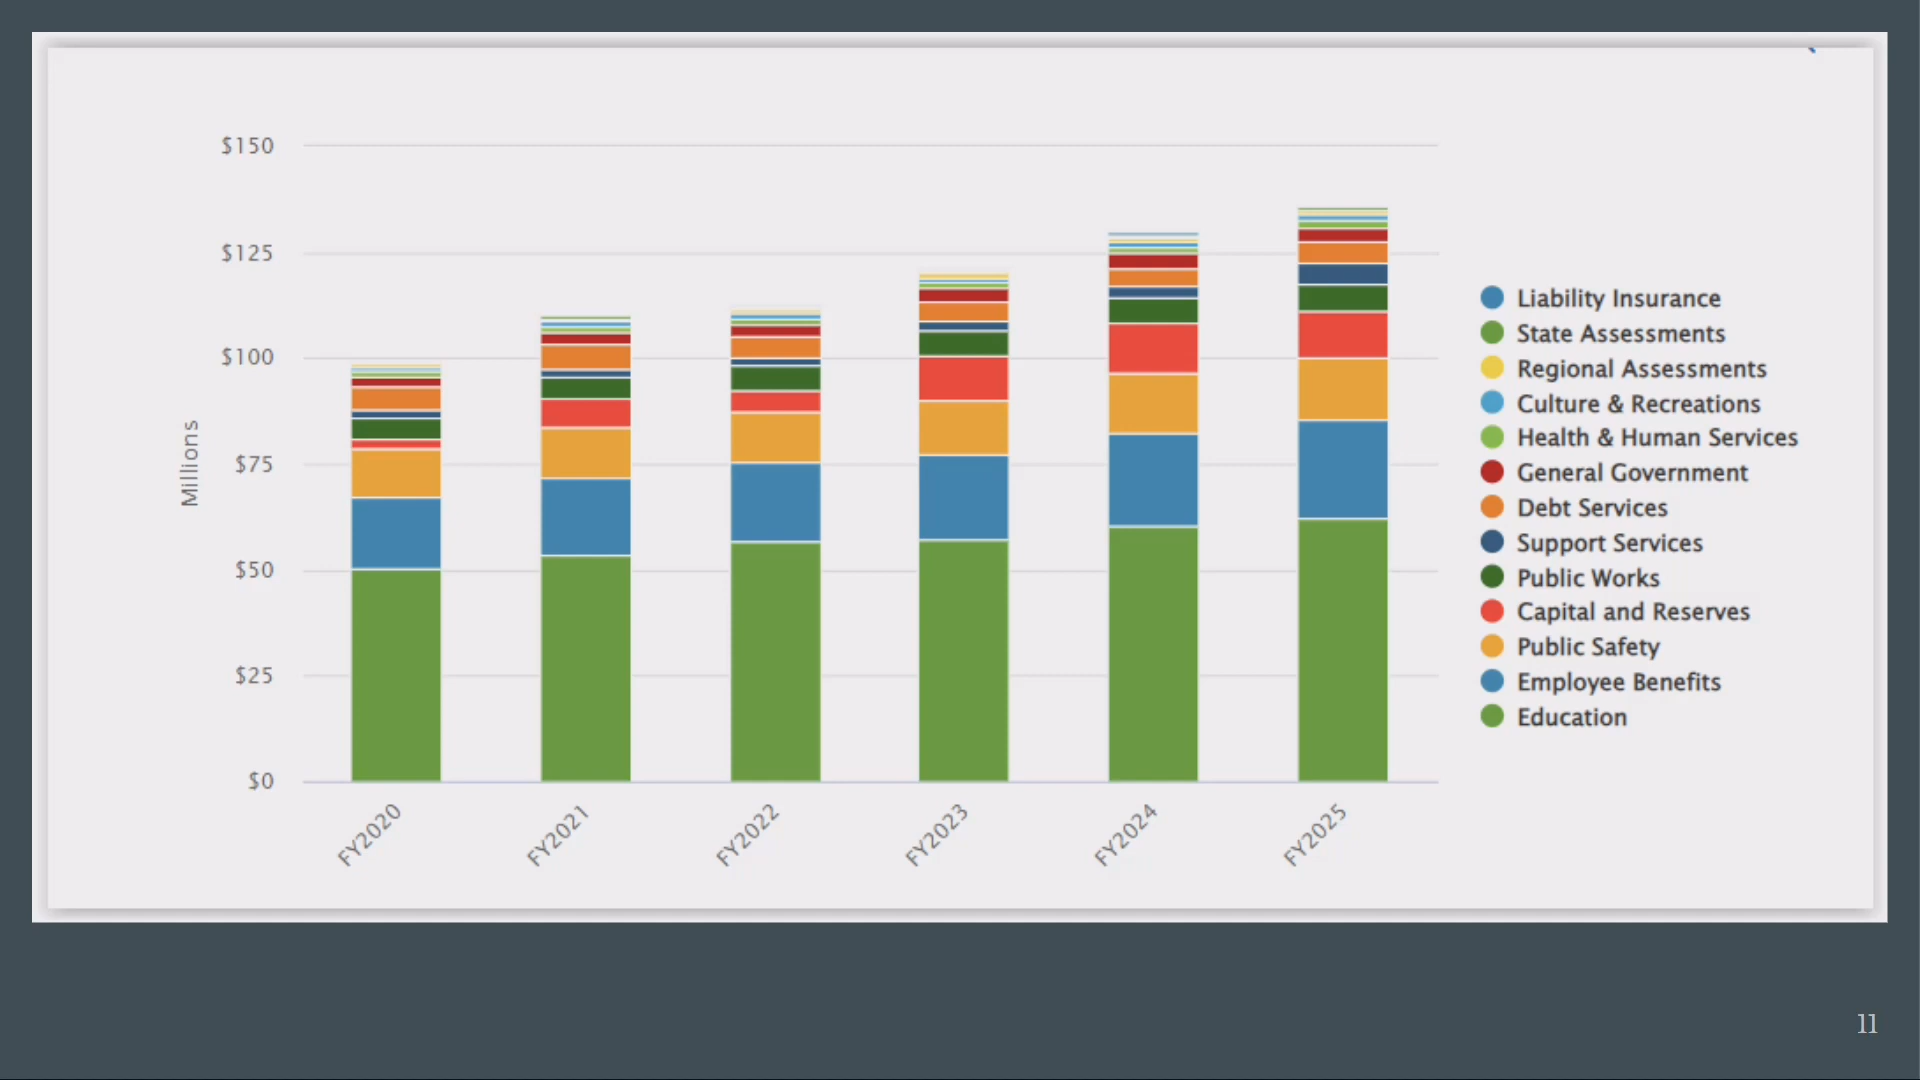 $150
$125
$100
$75
$50
$25
$0
Millions
FY2020
FY2021
FY2022
FY2023
FY2024
FY2025
Liability Insurance
State Assessments
Regional Assessments
Culture & Recreations
Health & Human Services
General Government
Debt Services
Support Services
Public Works
Capital and Reserves
Public Safety
Employee Benefits
Education
11